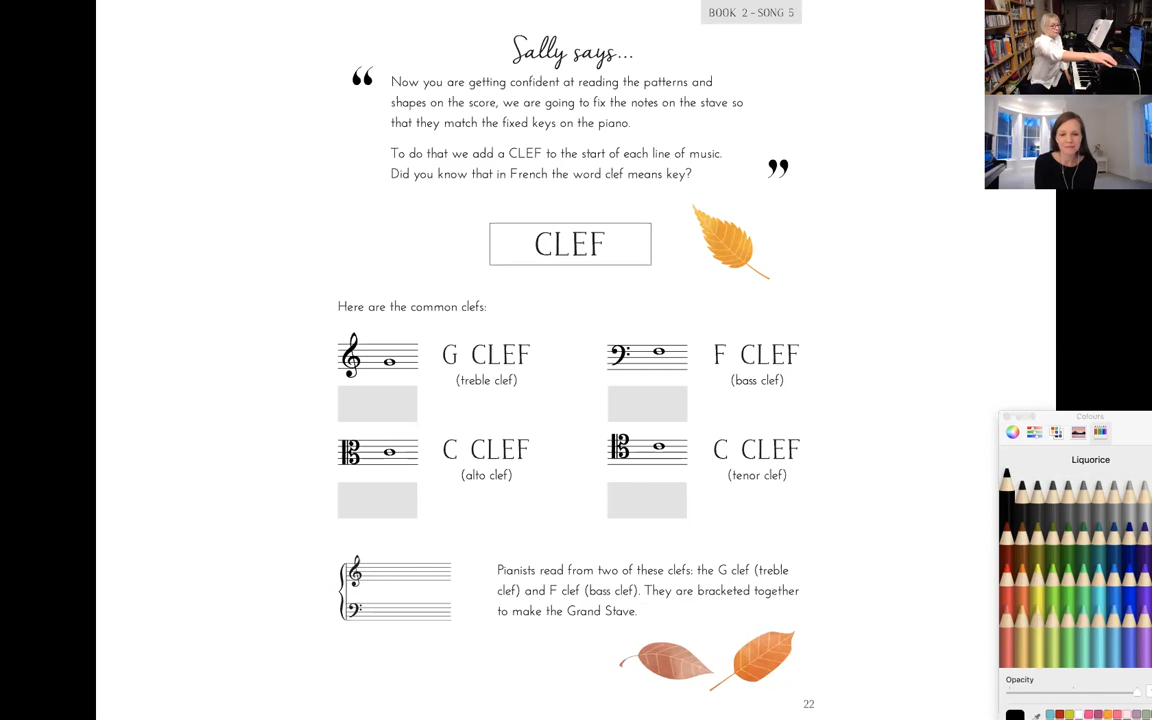 BOOK 2 - SONG 5
Sally says...
“ Now you are getting confident at reading the patterns and
shapes on the score, we are going to fix the notes on the stave so
that they match the fixed keys on the piano.
To do that we add a CLEF to the start of each line of music.
Did you know that in French the word clef means key? ”
CLEF
Here are the common clefs:
G CLEF
(treble clef)
F CLEF
(bass clef)
C CLEF
(alto clef)
C CLEF
(tenor clef)
Pianists read from two of these clefs: the G clef (treble
clef) and F clef (bass clef). They are bracketed together
to make the Grand Stave.
22
Colours
Liquorice
Opacity